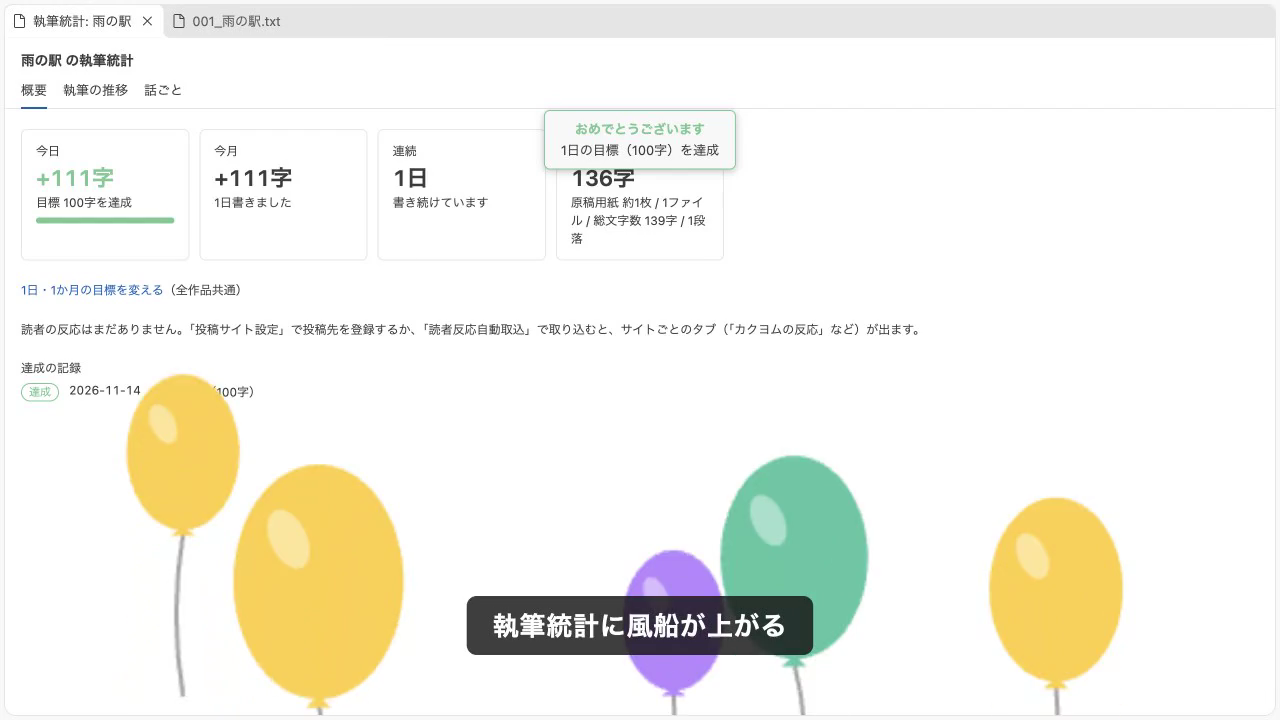 執筆統計: 雨の駅
001_雨の駅.txt
雨の駅 の執筆統計
概要 執筆の推移 話ごと
おめでとうございます
1日の目標（100字）を達成
今日
+111字
目標 100字を達成
今月
+111字
1日書きました
連続
1日
書き続けています
136字
原稿用紙 約1枚 / 1ファイ
ル / 総文字数 139字 / 1段
落
1日・1か月の目標を変える（全作品共通）
読者の反応はまだありません。「投稿サイト設定」で投稿先を登録するか、「読者反応自動取込」で取り込むと、サイトごとのタブ（「カクヨムの反応」など）が出ます。
達成の記録
達成 2026-11-14 100字）
執筆統計に風船が上がる